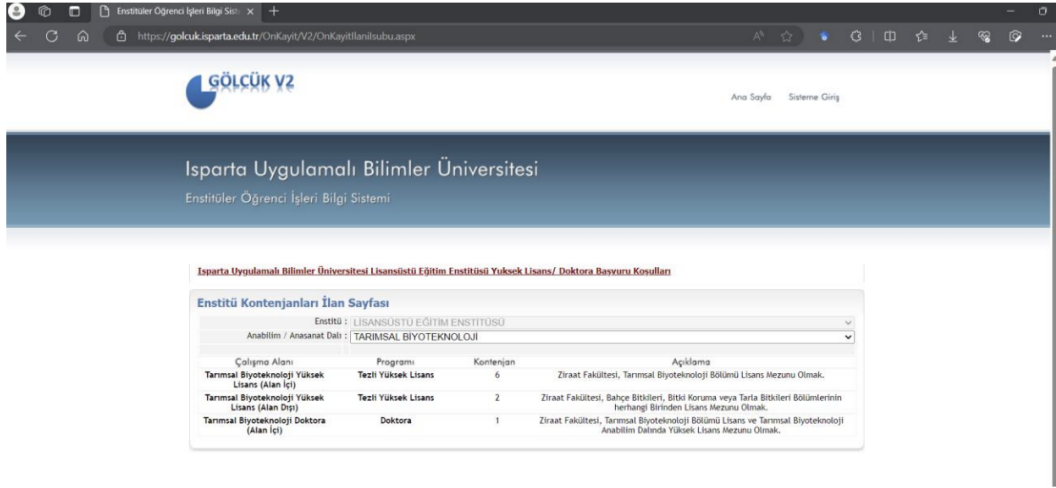 Enstitüler Öğrenci İşleri Bilgi Sist
https://golcuk.isparta.edu.tr/OnKayit/V2/OnKayitIlanilsubu.aspx
GÖLCÜK V2
Ana Sayfa Sisteme Giriş
Isparta Uygulamalı Bilimler Üniversitesi
Enstitüler Öğrenci İşleri Bilgi Sistemi
Isparta Uygulamalı Bilimler Üniversitesi Lisansüstü Eğitim Enstitüsü Yuksek Lisans/ Doktora Başvuru Koşulları
Enstitü Kontenjanları İlan Sayfası
Enstitü : LİSANSÜSTÜ EĞİTİM ENSTİTÜSÜ
Anabilim / Anasanat Dalı : TARIMSAL BİYOTEKNOLOJİ
Çalışma Alanı Programı Kontenjan Açıklama
Tarımsal Biyoteknoloji Yüksek Tezli Yüksek Lisans 6 Ziraat Fakültesi, Tarımsal Biyoteknoloji Bölümü Lisans Mezunu Olmak.
Lisans (Alan İçi)
Tarımsal Biyoteknoloji Yüksek Tezli Yüksek Lisans 2 Ziraat Fakültesi, Bahçe Bitkileri, Bitki Koruma veya Tarla Bitkileri Bölümlerinin
Lisans (Alan Dışı) herhangi Birinden Lisans Mezunu Olmak.
Tarımsal Biyoteknoloji Doktora Doktora 1 Ziraat Fakültesi, Tarımsal Biyoteknoloji Bölümü Lisans ve Tarımsal Biyoteknoloji
(Alan İçi) Anabilim Dalında Yüksek Lisans Mezunu Olmak.